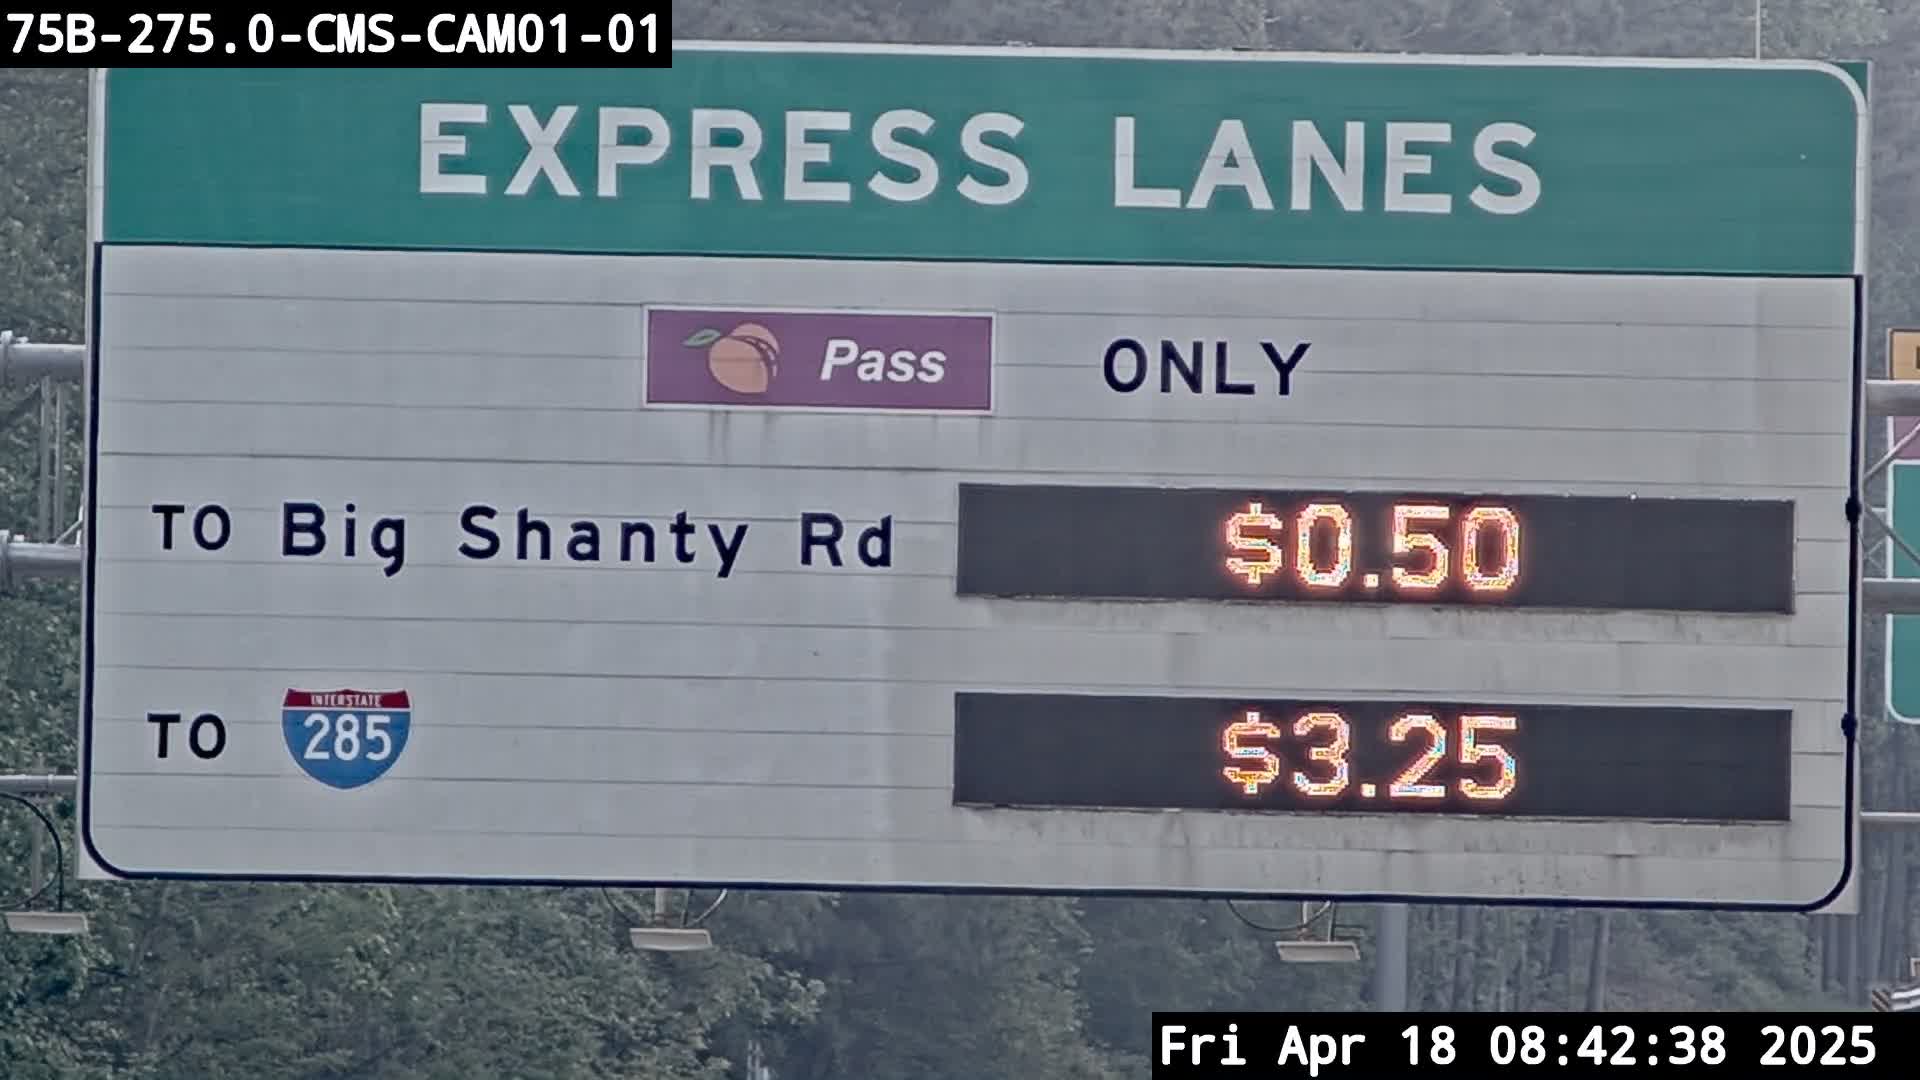 75B-275.0-CMS-CAM01-01
EXPRESS LANES
Pass ONLY
TO Big Shanty Rd $0.50
INTERSTATE
TO 285 $3.25
Fri Apr 18 08:42:38 2025